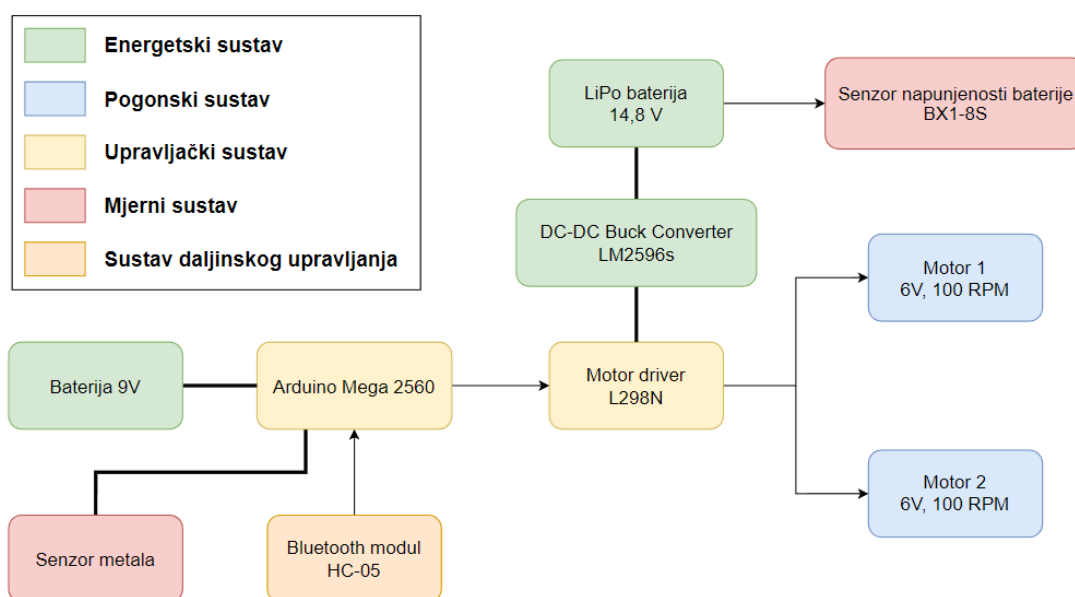 Energetski sustav
Pogonski sustav
Upravljački sustav
Mjerni sustav
Sustav daljinskog upravljanja
LiPo baterija
14,8 V
Senzor napunjenosti baterije
BX1-8S
DC-DC Buck Converter
LM2596s
Motor 1
6V, 100 RPM
Baterija 9V
Arduino Mega 2560
Motor driver
L298N
Motor 2
6V, 100 RPM
Senzor metala
Bluetooth modul
HC-05